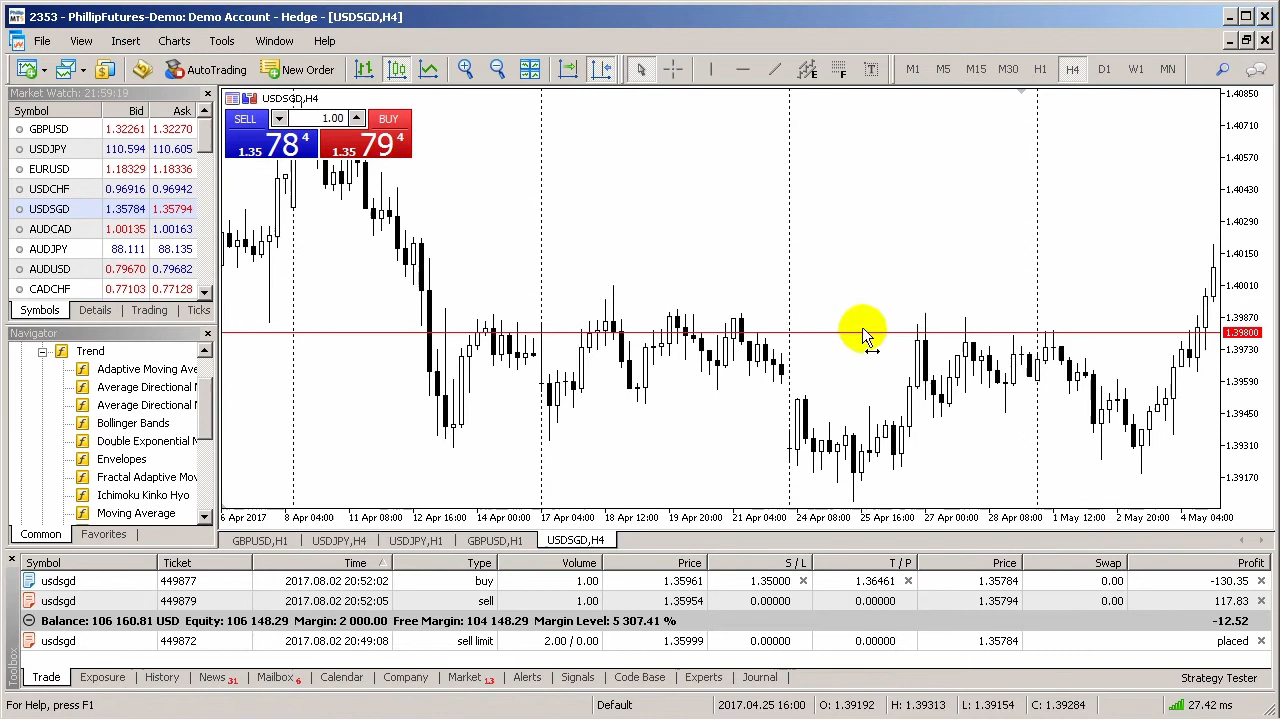 2353 - PhillipFutures-Demo: Demo Account - Hedge - [USDSGD,H4]
File View Insert Charts Tools Window Help
AutoTrading New Order M1 M5 M15 M30 H1 H4 D1 W1 MN
Market Watch: 21:59:19
Symbol Bid Ask
GBPUSD 1.32261 1.32270
USDJPY 110.594 110.605
EURUSD 1.18329 1.18336
USDCHF 0.96916 0.96942
USDSGD 1.35784 1.35794
AUDCAD 1.00135 1.00163
AUDJPY 88.111 88.135
AUDUSD 0.79670 0.79682
CADCHF 0.77103 0.77128
Symbols Details Trading Ticks
Navigator
Trend
Adaptive Moving Ave
Average Directional
Average Directional
Bollinger Bands
Double Exponential
Envelopes
Fractal Adaptive Mov
Ichimoku Kinko Hyo
Moving Average
Common Favorites
USDSGD,H4
SELL 1.00 BUY
1.35 78 4 1.35 79 4
1.40850
1.40710
1.40570
1.40430
1.40290
1.40150
1.40010
1.39870
1.39800
1.39730
1.39590
1.39450
1.39310
1.39170
6 Apr 2017 8 Apr 04:00 11 Apr 08:00 12 Apr 16:00 14 Apr 00:00 17 Apr 04:00 18 Apr 12:00 19 Apr 20:00 21 Apr 04:00 24 Apr 08:00 25 Apr 16:00 27 Apr 00:00 28 Apr 08:00 1 May 12:00 2 May 20:00 4 May 04:00
GBPUSD,H1 USDJPY,H4 USDJPY,H1 GBPUSD,H1 USDSGD,H4
Symbol Ticket Time Type Volume Price S / L T / P Price Swap Profit
usdsgd 449877 2017.08.02 20:52:02 buy 1.00 1.35961 1.35000 1.36461 1.35784 0.00 -130.35
usdsgd 449879 2017.08.02 20:52:05 sell 1.00 1.35954 0.00000 0.00000 1.35794 0.00 117.83
Balance: 106 160.81 USD Equity: 106 148.29 Margin: 2 000.00 Free Margin: 104 148.29 Margin Level: 5 307.41 % -12.52
usdsgd 449872 2017.08.02 20:49:08 sell limit 2.00 / 0.00 1.35999 0.00000 0.00000 1.35784 placed
Toolbox
Trade Exposure History News 31 Mailbox 6 Calendar Company Market 13 Alerts Signals Code Base Experts Journal Strategy Tester
For Help, press F1 Default 2017.04.25 16:00 O: 1.39192 H: 1.39313 L: 1.39154 C: 1.39284 27.42 ms